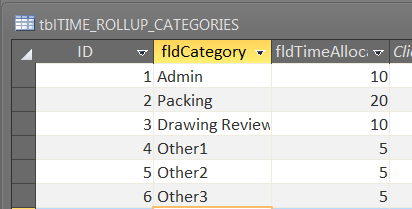 tblTIME_ROLLUP_CATEGORIES
ID fldCategory fldTimeAlloca Clic
1 Admin 10
2 Packing 20
3 Drawing Review 10
4 Other1 5
5 Other2 5
6 Other3 5